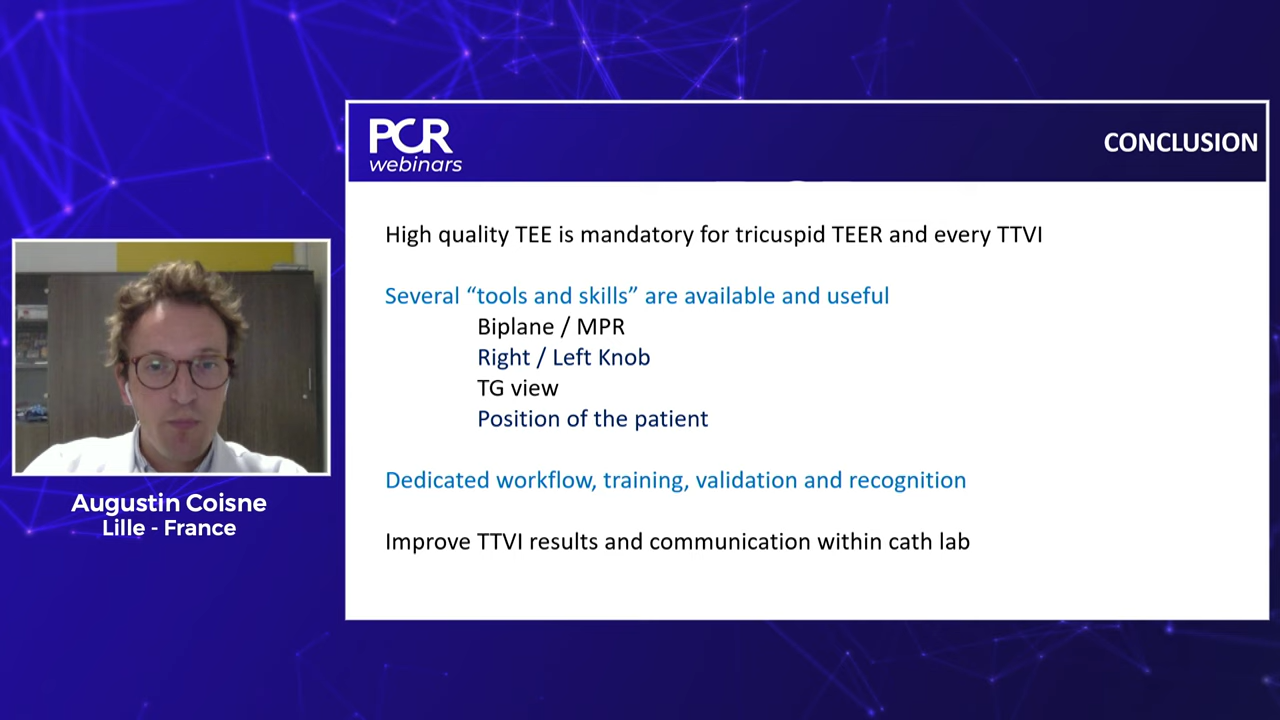 PCR
webinars
CONCLUSION
High quality TEE is mandatory for tricuspid TEER and every TTVI
Several “tools and skills” are available and useful
Biplane / MPR
Right / Left Knob
TG view
Position of the patient
Dedicated workflow, training, validation and recognition
Improve TTVI results and communication within cath lab
Augustin Coisne
Lille - France